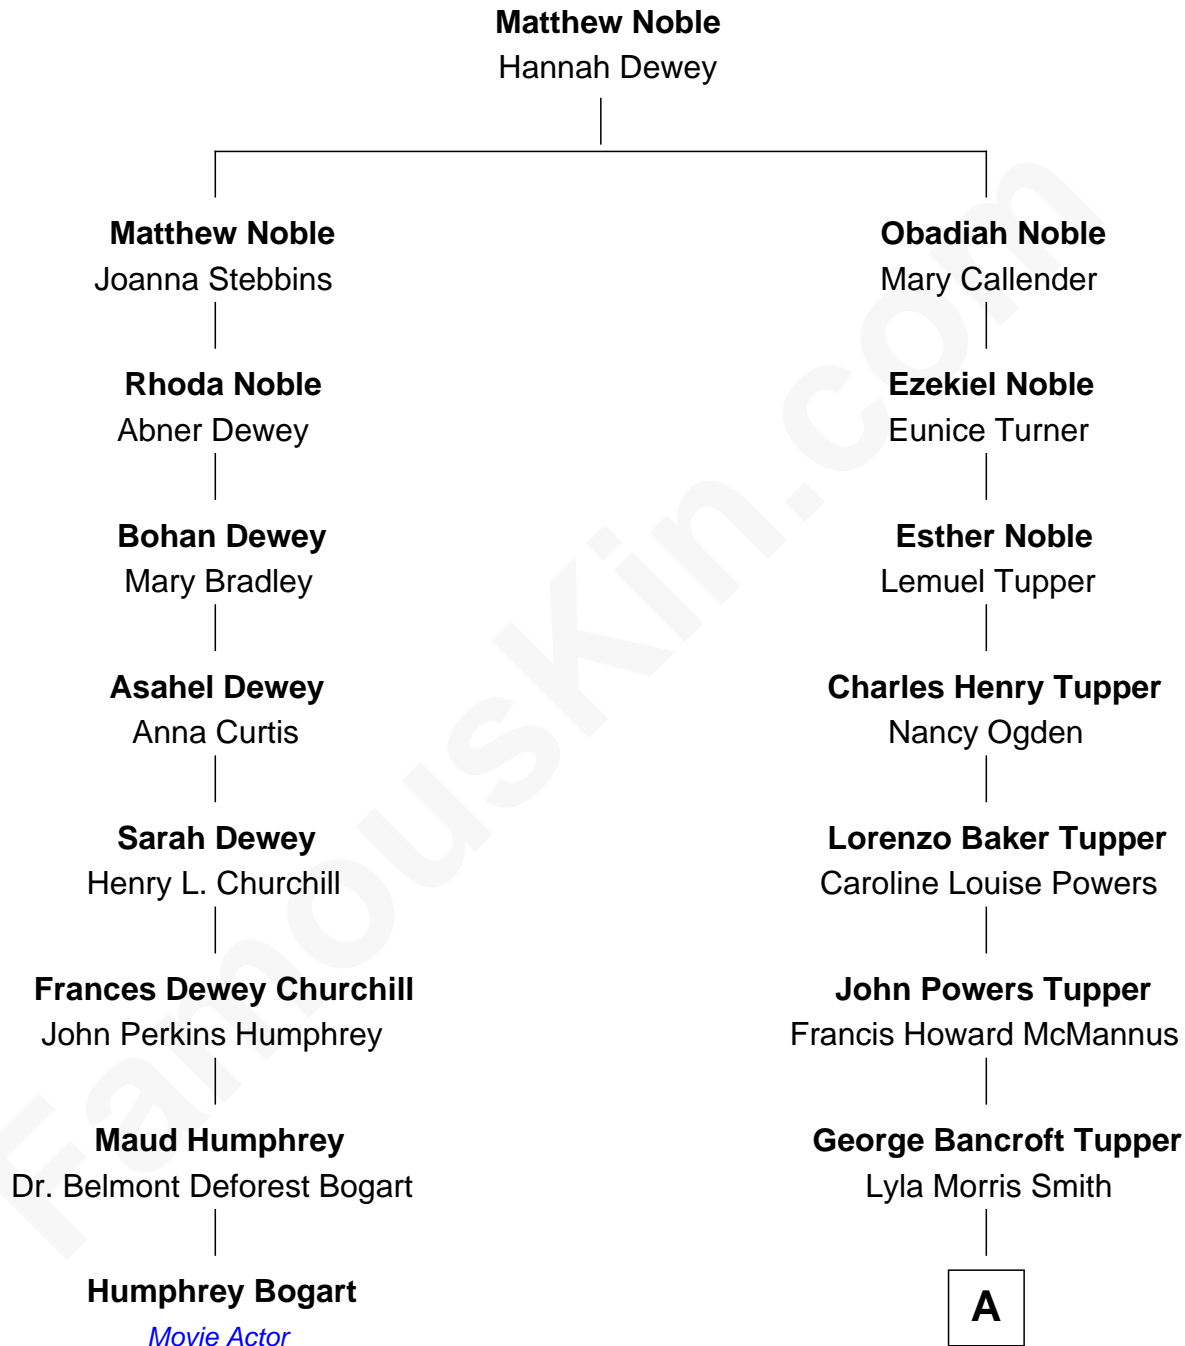 Matthew Noble
Hannah Dewey
Matthew Noble
Joanna Stebbins
Obadiah Noble
Mary Callender
Rhoda Noble
Abner Dewey
Ezekiel Noble
Eunice Turner
Bohan Dewey
Mary Bradley
Esther Noble
Lemuel Tupper
Asahel Dewey
Anna Curtis
Charles Henry Tupper
Nancy Ogden
Sarah Dewey
Henry L. Churchill
Lorenzo Baker Tupper
Caroline Louise Powers
Frances Dewey Churchill
John Perkins Humphrey
John Powers Tupper
Francis Howard McMannus
Maud Humphrey
Dr. Belmont Deforest Bogart
George Bancroft Tupper
Lyla Morris Smith
Humphrey Bogart
Movie Actor
A
FamousKin.com